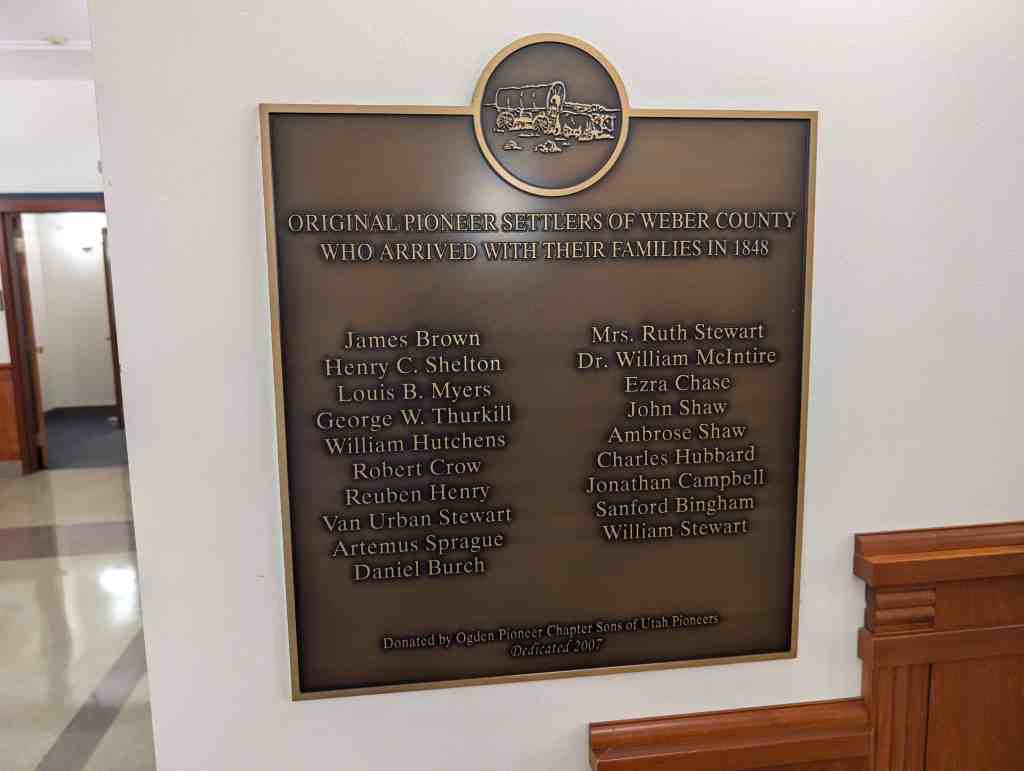 ORIGINAL PIONEER SETTLERS OF WEBER COUNTY
WHO ARRIVED WITH THEIR FAMILIES IN 1848
James Brown
Henry C. Shelton
Louis B. Myers
George W. Thurkill
William Hutchens
Robert Crow
Reuben Henry
Van Urban Stewart
Artemus Sprague
Daniel Burch
Mrs. Ruth Stewart
Dr. William McIntire
Ezra Chase
John Shaw
Ambrose Shaw
Charles Hubbard
Jonathan Campbell
Sanford Bingham
William Stewart
Donated by Ogden Pioneer Chapter Sons of Utah Pioneers
Dedicated 2007